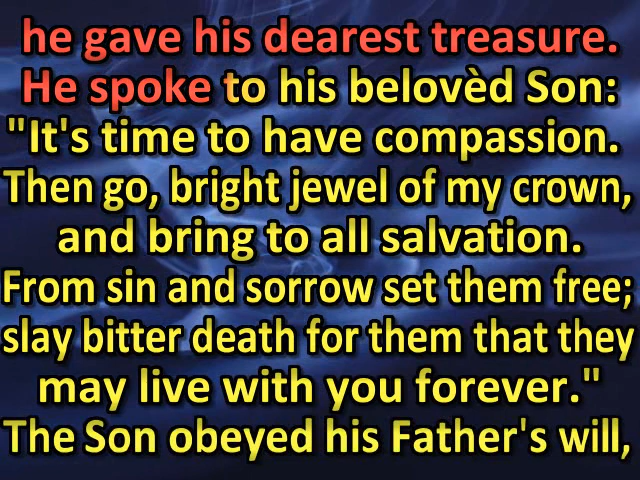 he gave his dearest treasure.
He spoke to his belovèd Son:
"It's time to have compassion.
Then go, bright jewel of my crown,
and bring to all salvation.
From sin and sorrow set them free;
slay bitter death for them that they
may live with you forever."
The Son obeyed his Father's will,